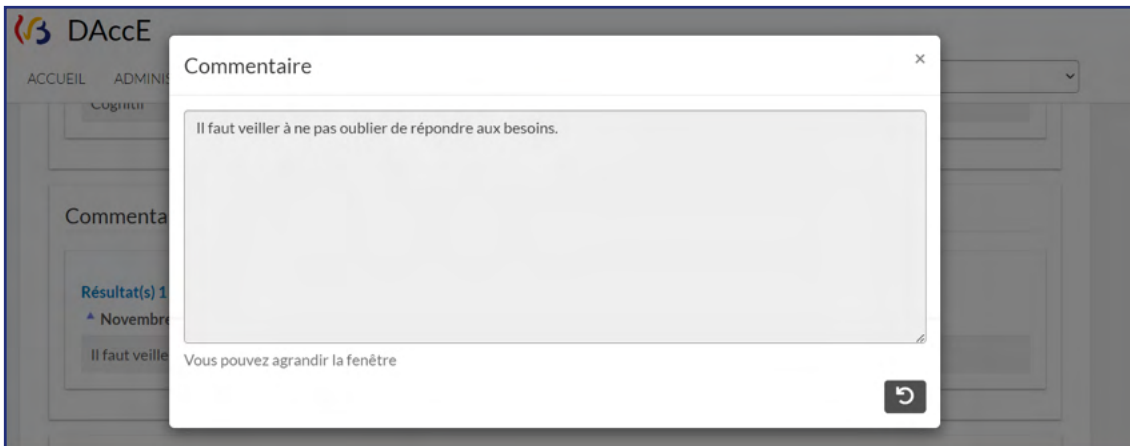 DAccE
ACCUEIL ADMINIS
Commentaire
×
Cognitif
Il faut veiller à ne pas oublier de répondre aux besoins.
Commenta
Résultat(s) 1
Novembre
Il faut veille
Vous pouvez agrandir la fenêtre